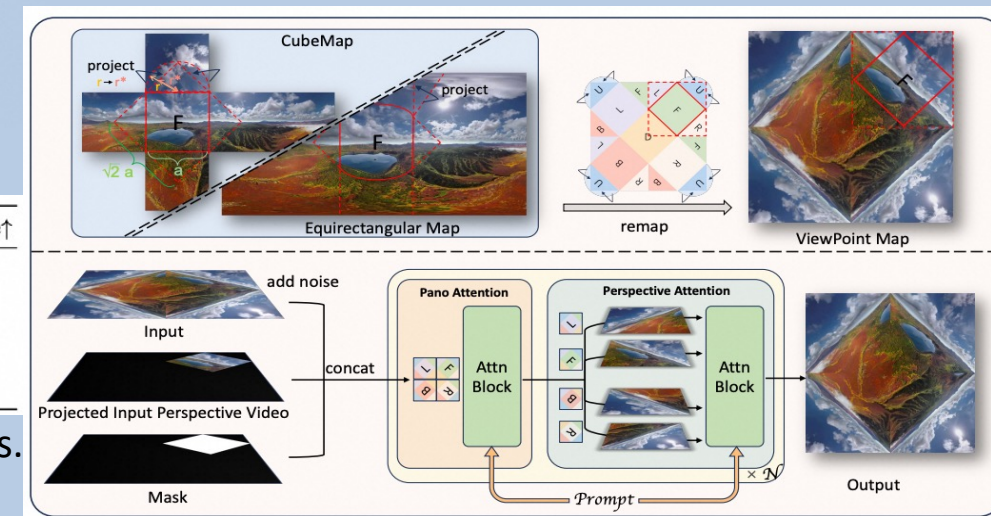 CubeMap
project
r→r*
r
F
√2 a
a
project
F
Equirectangular Map
U
F
L
U
L
F
B
R
D
L
F
B
R
U
R
B
U
remap
F
ViewPoint Map
↑
add noise
Input
concat
Projected Input Perspective Video
s.
Mask
Pano Attention
L
F
B
R
Attn
Block
Perspective Attention
L
F
B
R
Attn
Block
× N
Prompt
Output